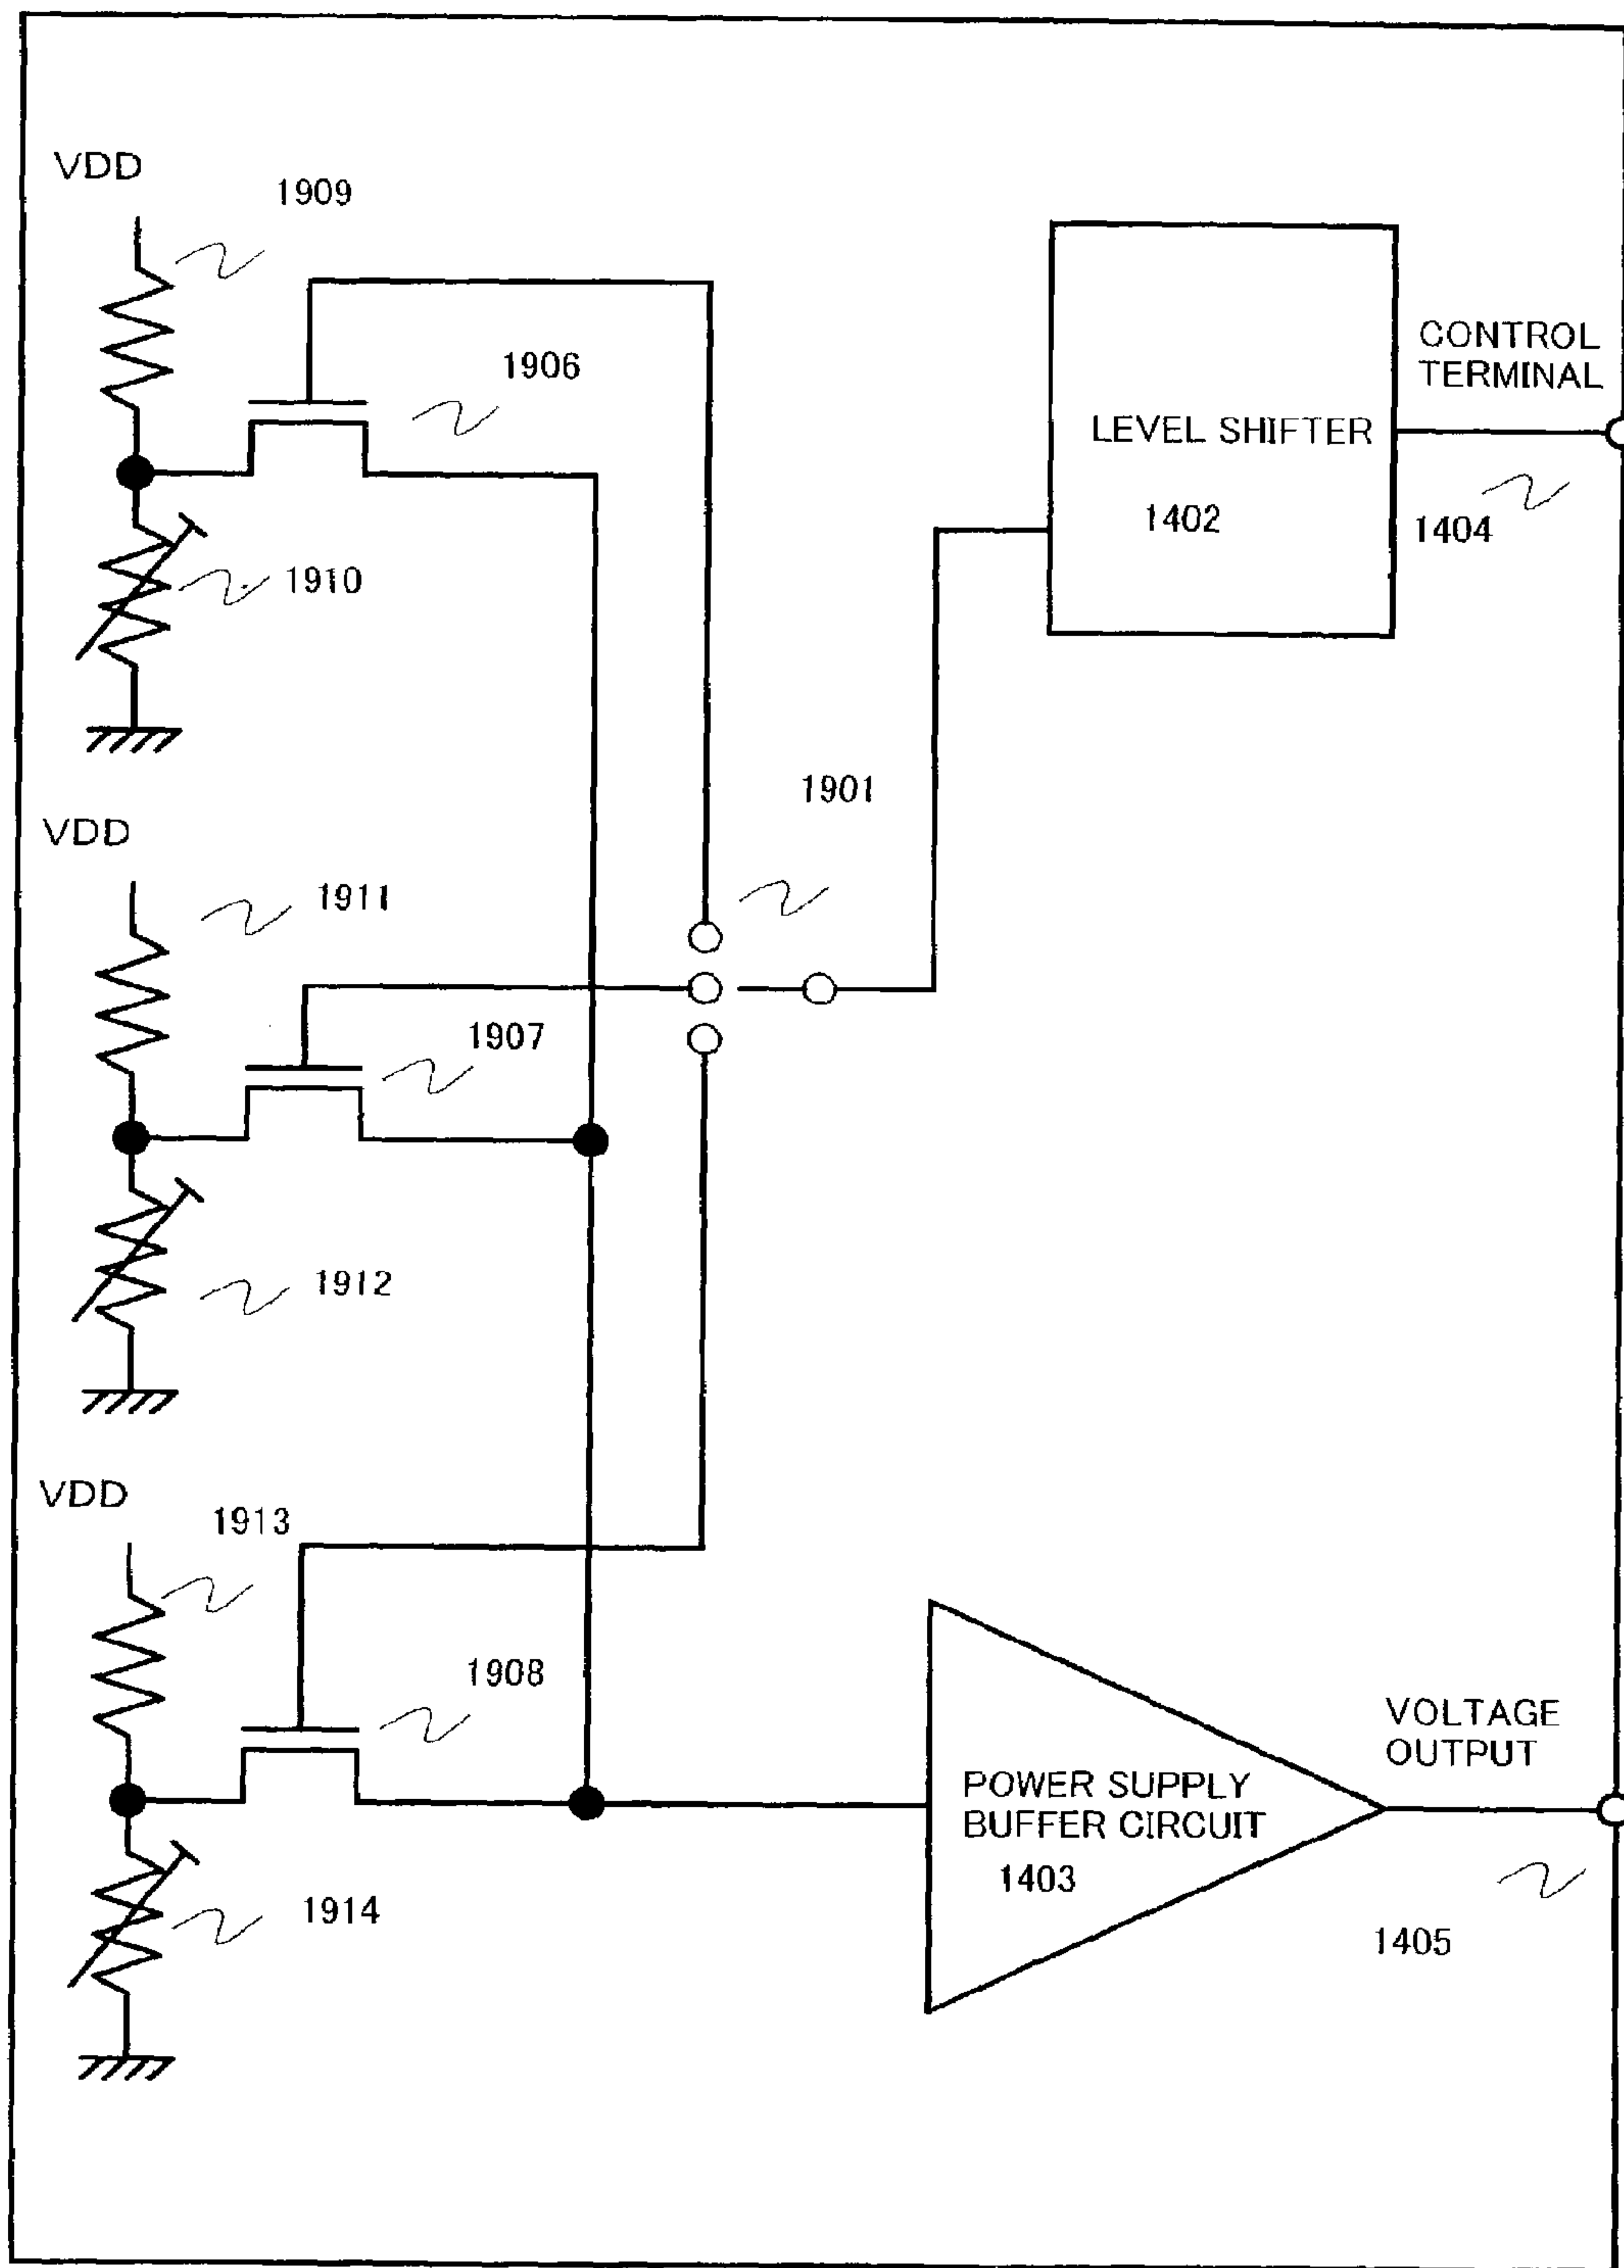 VDD
1909
1906
CONTROL
TERMINAL
LEVEL SHIFTER
1402
1404
1910
1901
VDD
1911
1907
1912
VDD
1913
1908
VOLTAGE
OUTPUT
POWER SUPPLY
BUFFER CIRCUIT
1403
1914
1405